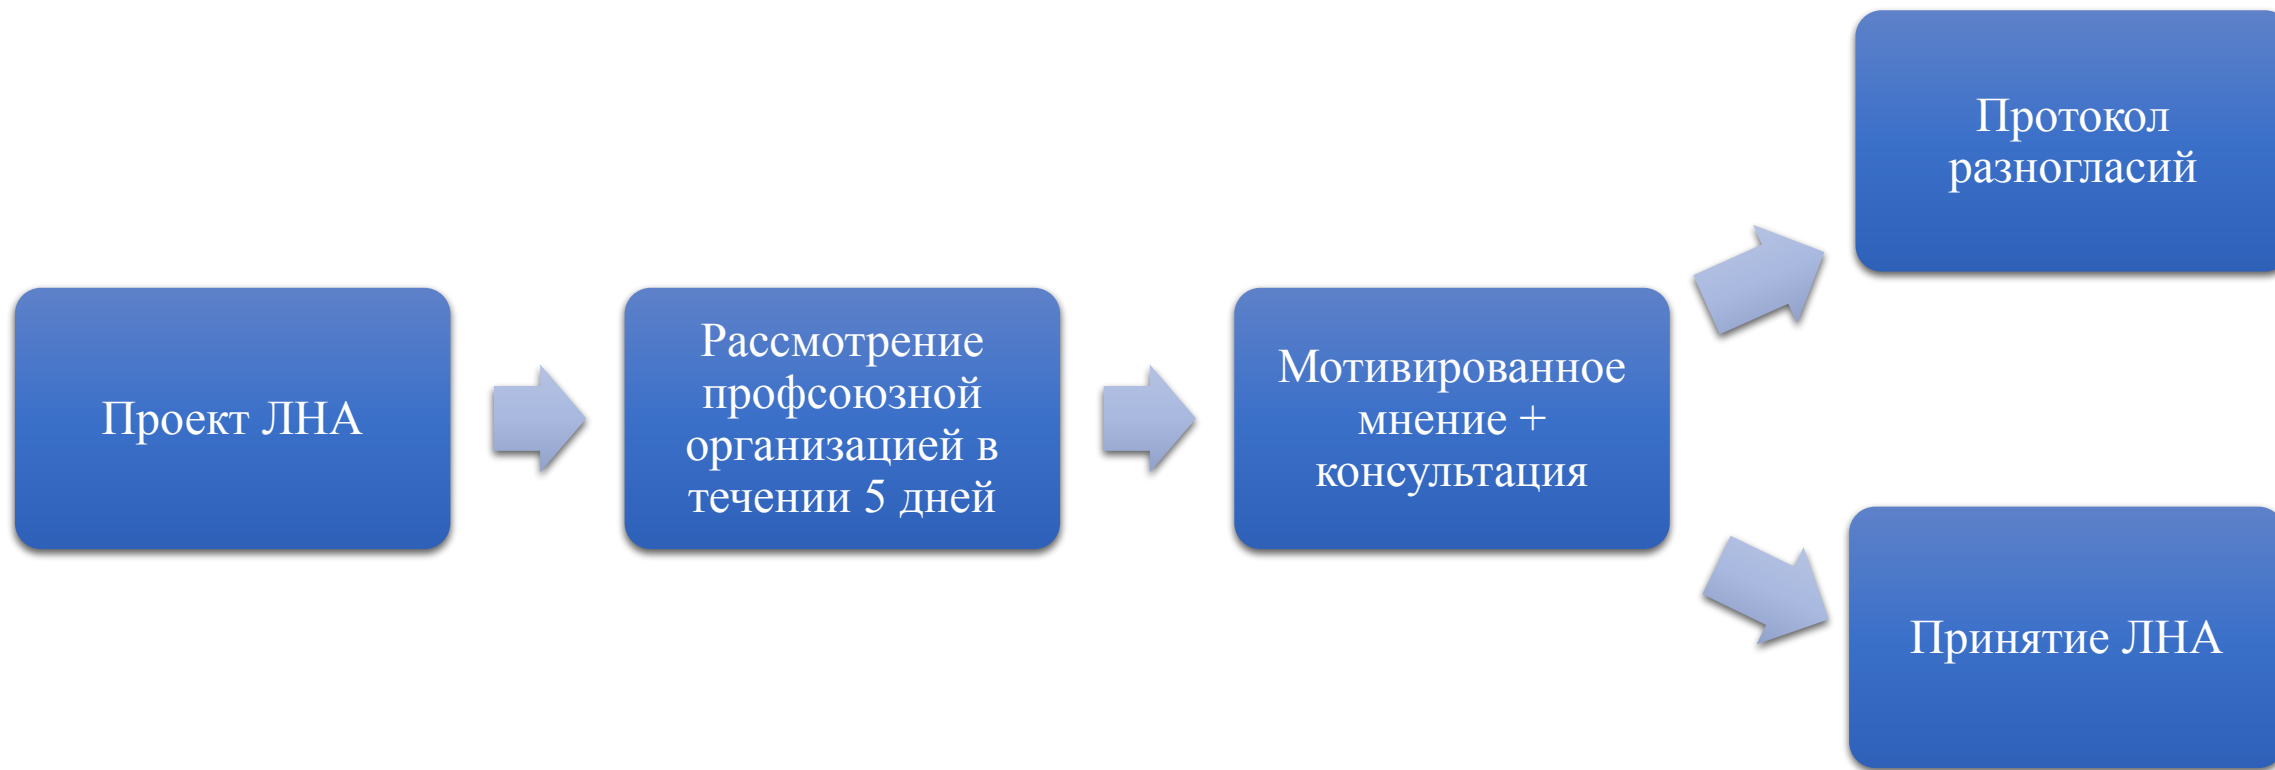 Проект ЛНА
Рассмотрение
профсоюзной
организацией в
течении 5 дней
Мотивированное
мнение +
консультация
Протокол
разногласий
Принятие ЛНА